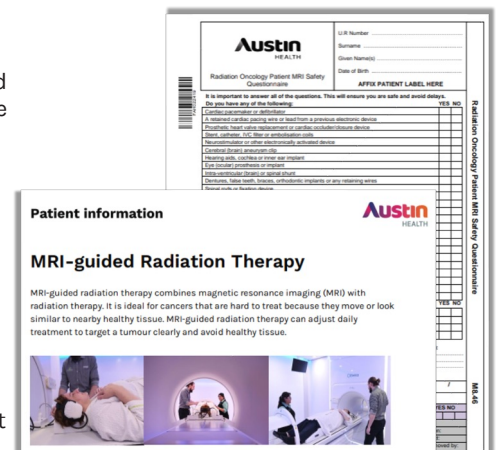 Austin
HEALTH
Radiation Oncology Patient MRI Safety
Questionnaire
U.R Number
Surname
Given Name(s)
Date of Birth
AFFIX PATIENT LABEL HERE
It is important to answer all of the questions. This will ensure you are safe and avoid delays.
Do you have any of the following: YES NO
Cardiac pacemaker or defibrillator
A retained cardiac pacing wire or lead from a previous electronic device
Prosthetic heart valve replacement or cardiac occluder/closure device
Stent, catheter, IVC filter or embolisation coils
Neurostimulator or other electronically activated device
Cerebral (brain) aneurysm clip
Hearing aids, cochlea or inner ear implant
Eye (ocular) prosthesis or implant
Intra-ventricular (brain) or spinal shunt
Dentures, false teeth, braces, orthodontic implants or any retaining wires
Radiation Oncology Patient MRI Safety Questionnaire
YES NO
M8.46
YES NO
Patient information
Austin
HEALTH
MRI-guided Radiation Therapy
MRI-guided radiation therapy combines magnetic resonance imaging (MRI) with
radiation therapy. It is ideal for cancers that are hard to treat because they move or look
similar to nearby healthy tissue. MRI-guided radiation therapy can adjust daily
treatment to target a tumour clearly and avoid healthy tissue.